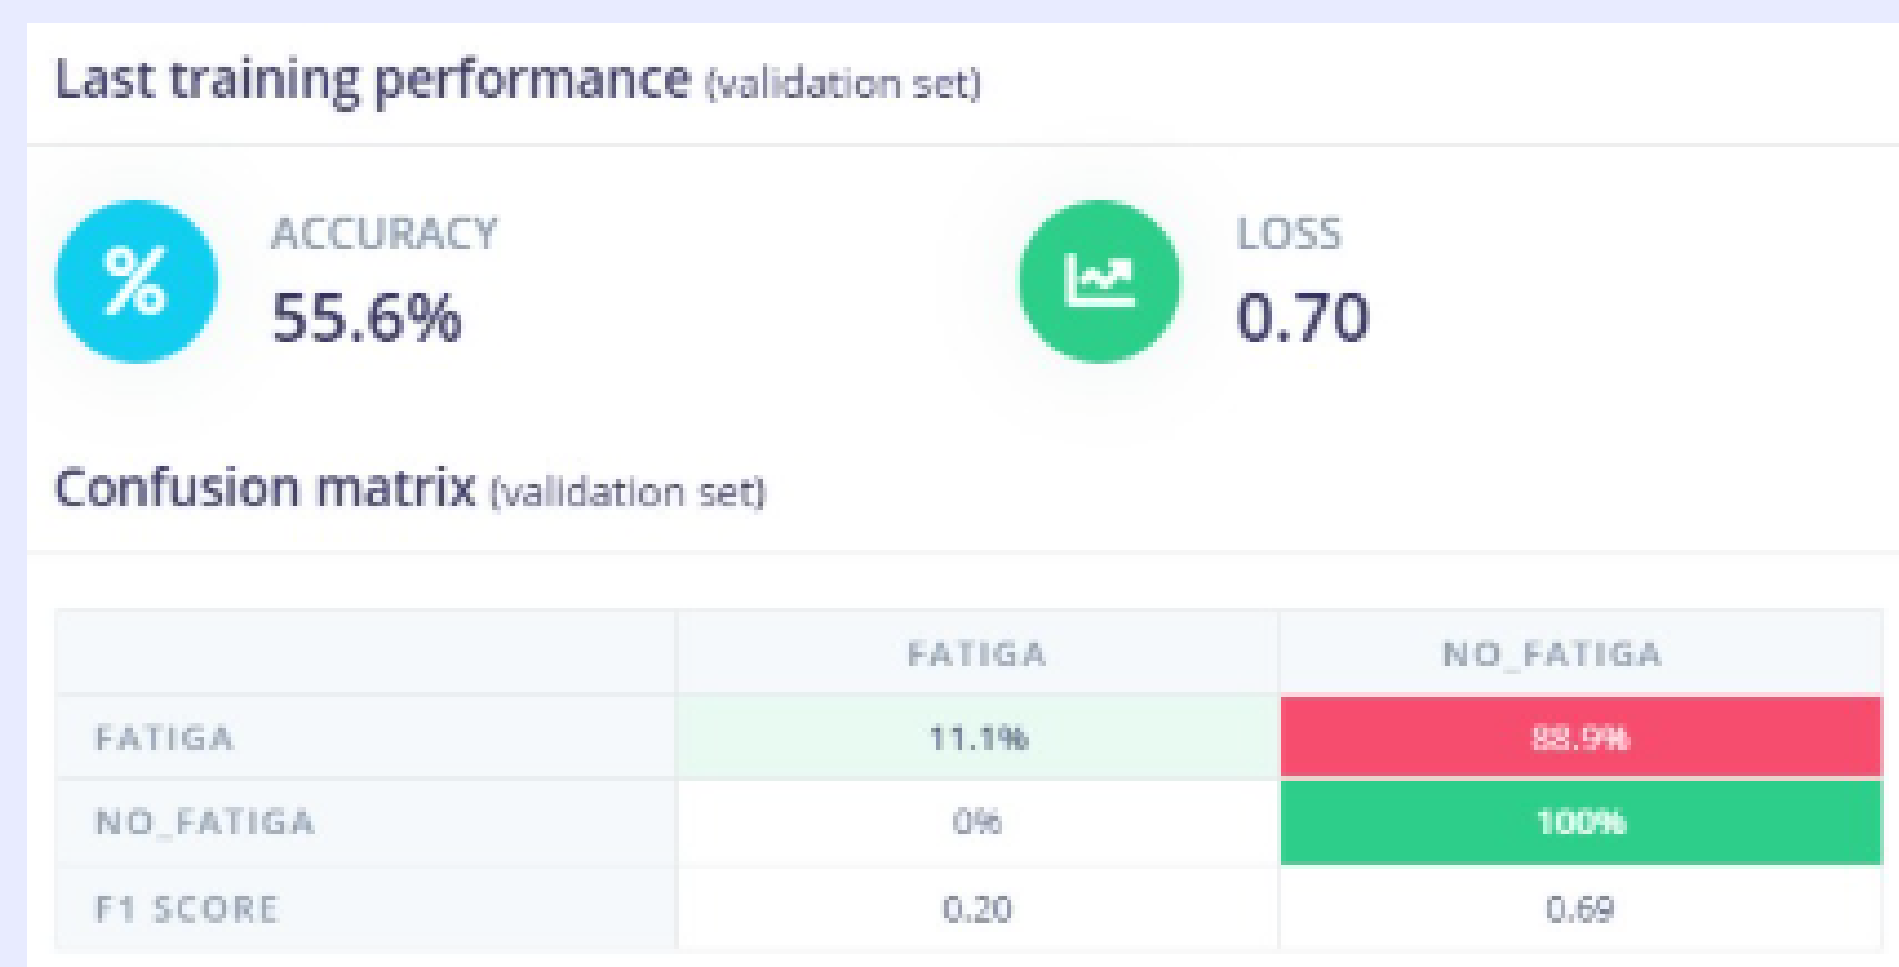 Last training performance (validation set)
ACCURACY
55.6%
LOSS
0.70
Confusion matrix (validation set)
FATIGA NO_FATIGA
FATIGA 11.1% 88.9%
NO_FATIGA 0% 100%
F1 SCORE 0.20 0.69